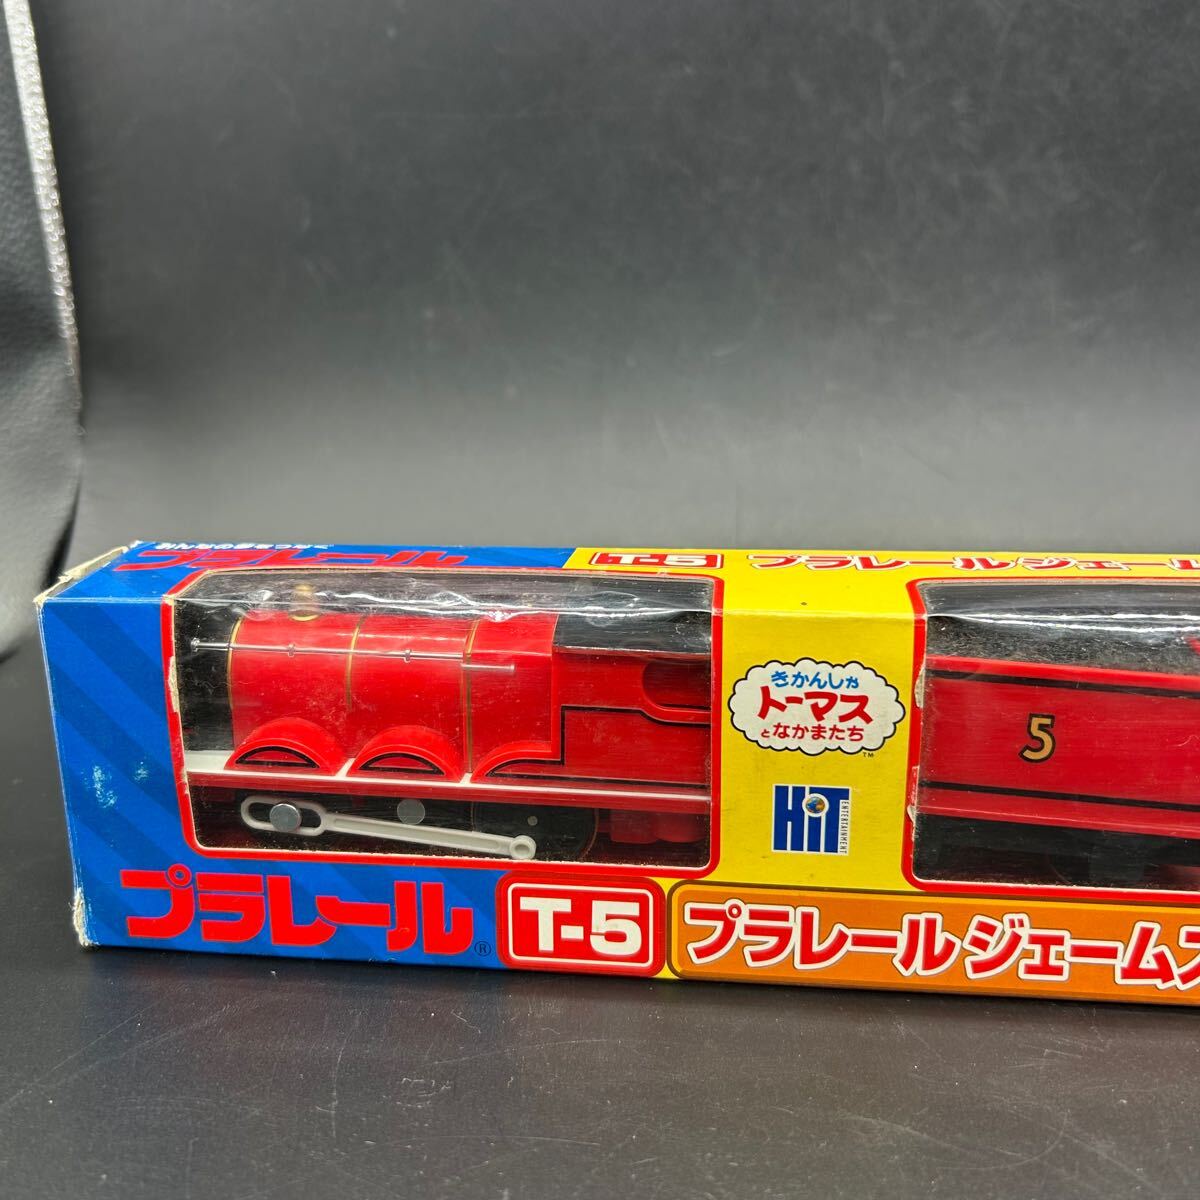 プラレール
T-5
プラレール ジェーム
きかんしゃ
トーマス
となかまたち
TM
5
HiT
ENTERTAINMENT
プラレール®
T-5
プラレール ジェームス